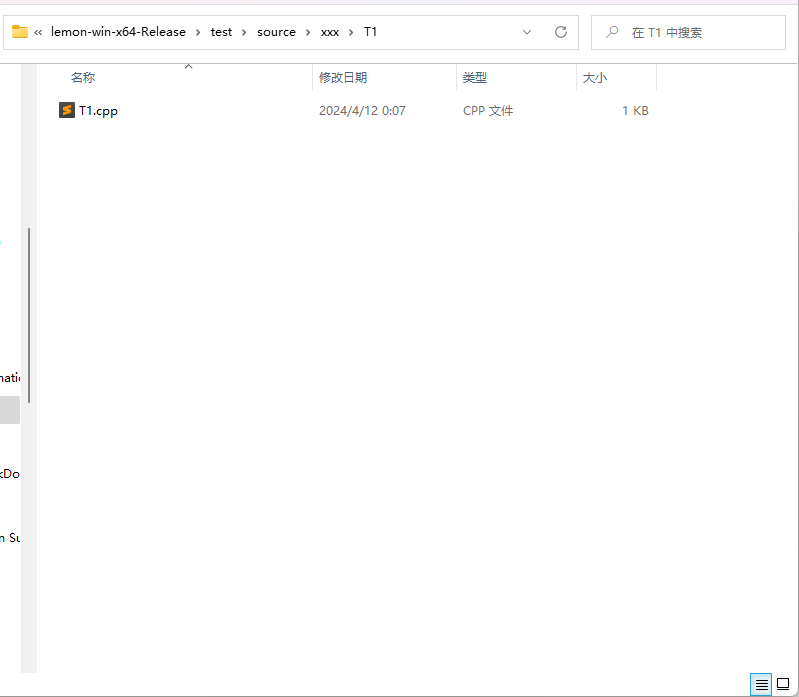 « lemon-win-x64-Release › test › source › xxx › T1
在 T1 中搜索
名称 修改日期 类型 大小
T1.cpp 2024/4/12 0:07 CPP 文件 1 KB
natic
kDo
n Su